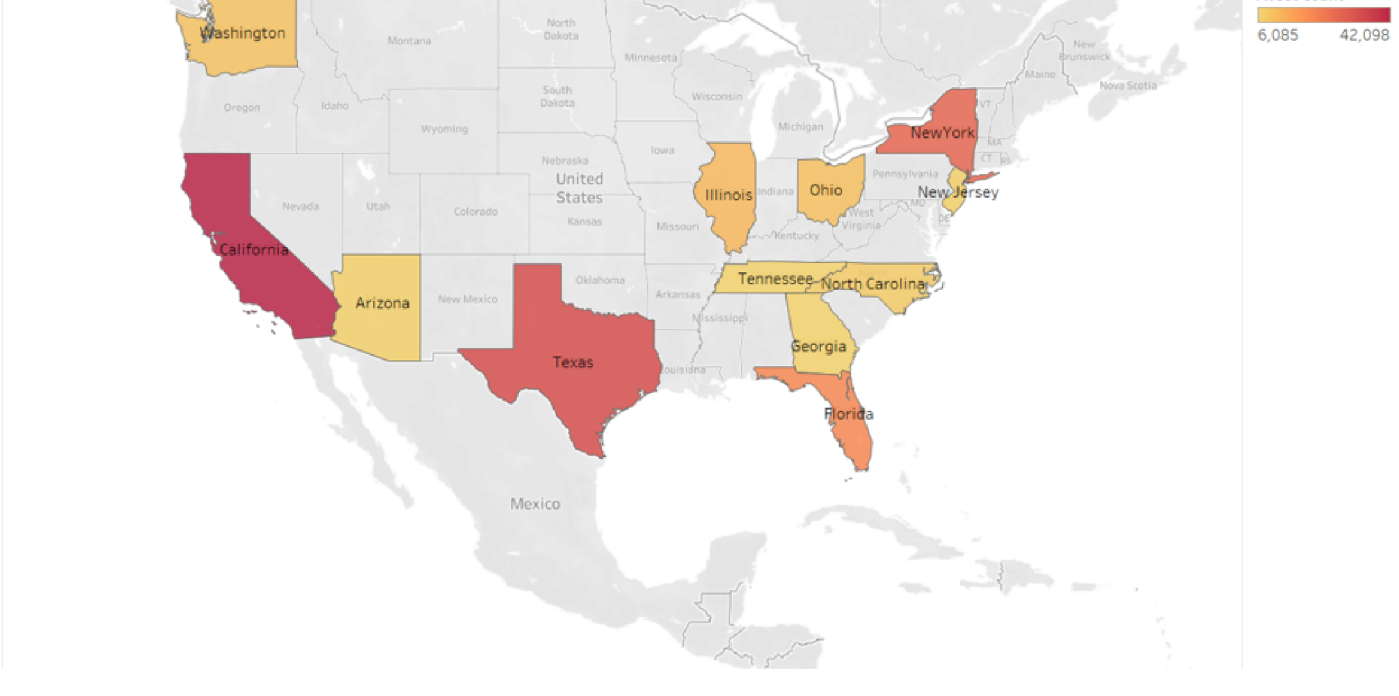 6,085 42,098
Washington
Montana
North
Dakota
Minnesota
New
Brunswick
Maine
Nova Scotia
Oregon
Idaho
South
Dakota
Wisconsin
VT
Wyoming
Michigan
NewYork
MA
Iowa
CT RI
Nebraska
Pennsylvania
United
States
Illinois
Indiana
Ohio
New Jersey
Nevada
Utah
Colorado
Kansas
Missouri
West
Virginia
MD
DE
Kentucky
California
Arizona
New Mexico
Oklahoma
Arkansas
Tennessee
North Carolina
Mississippi
Georgia
Texas
Louisiana
Florida
Mexico